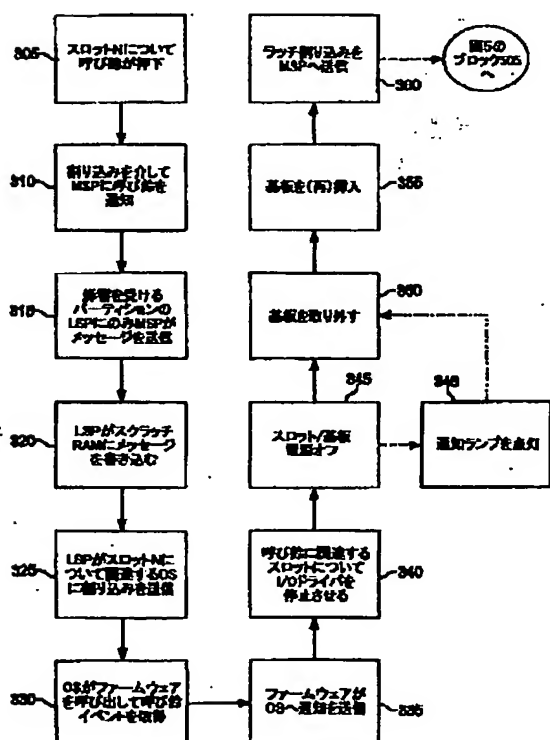 305
スロットNについて
呼び鈴が押下
310
割り込みを介して
MSPに呼び鈴を
通知
315
影響を受ける
パーティションの
LSPにのみMSPが
メッセージを送信
320
LSPがスクラッチ
RAMにメッセージ
を書き込む
325
LSPがスロットNに
ついて関連するOS
に割り込みを送信
330
OSがファームウェア
を呼び出して呼び鈴
イベントを取得
335
ファームウェアが
OSへ通知を送信
340
呼び鈴に関連する
スロットについて
I/Oドライバを
停止させる
345
スロット/基板
電源オフ
346
通知ランプを点灯
350
基板を取り外す
355
基板を(再)挿入
360
ラッチ割り込みを
MSPへ送信
図5の
ブロック505
へ